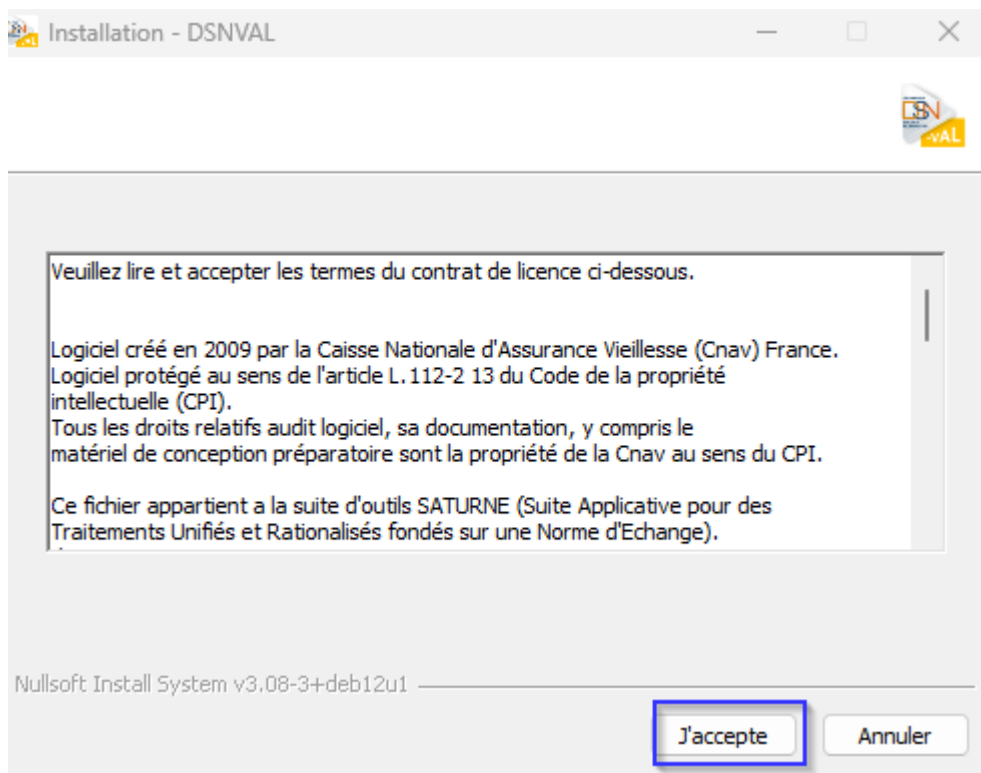 Installation - DSNVAL
DSN
-VAL
Veuillez lire et accepter les termes du contrat de licence ci-dessous.
Logiciel créé en 2009 par la Caisse Nationale d'Assurance Vieillesse (Cnav) France.
Logiciel protégé au sens de l'article L.112-2 13 du Code de la propriété
intellectuelle (CPI).
Tous les droits relatifs audit logiciel, sa documentation, y compris le
matériel de conception préparatoire sont la propriété de la Cnav au sens du CPI.
Ce fichier appartient a la suite d'outils SATURNE (Suite Applicative pour des
Traitements Unifiés et Rationalisés fondés sur une Norme d'Echange).
Nullsoft Install System v3.08-3+deb12u1
J'accepte
Annuler